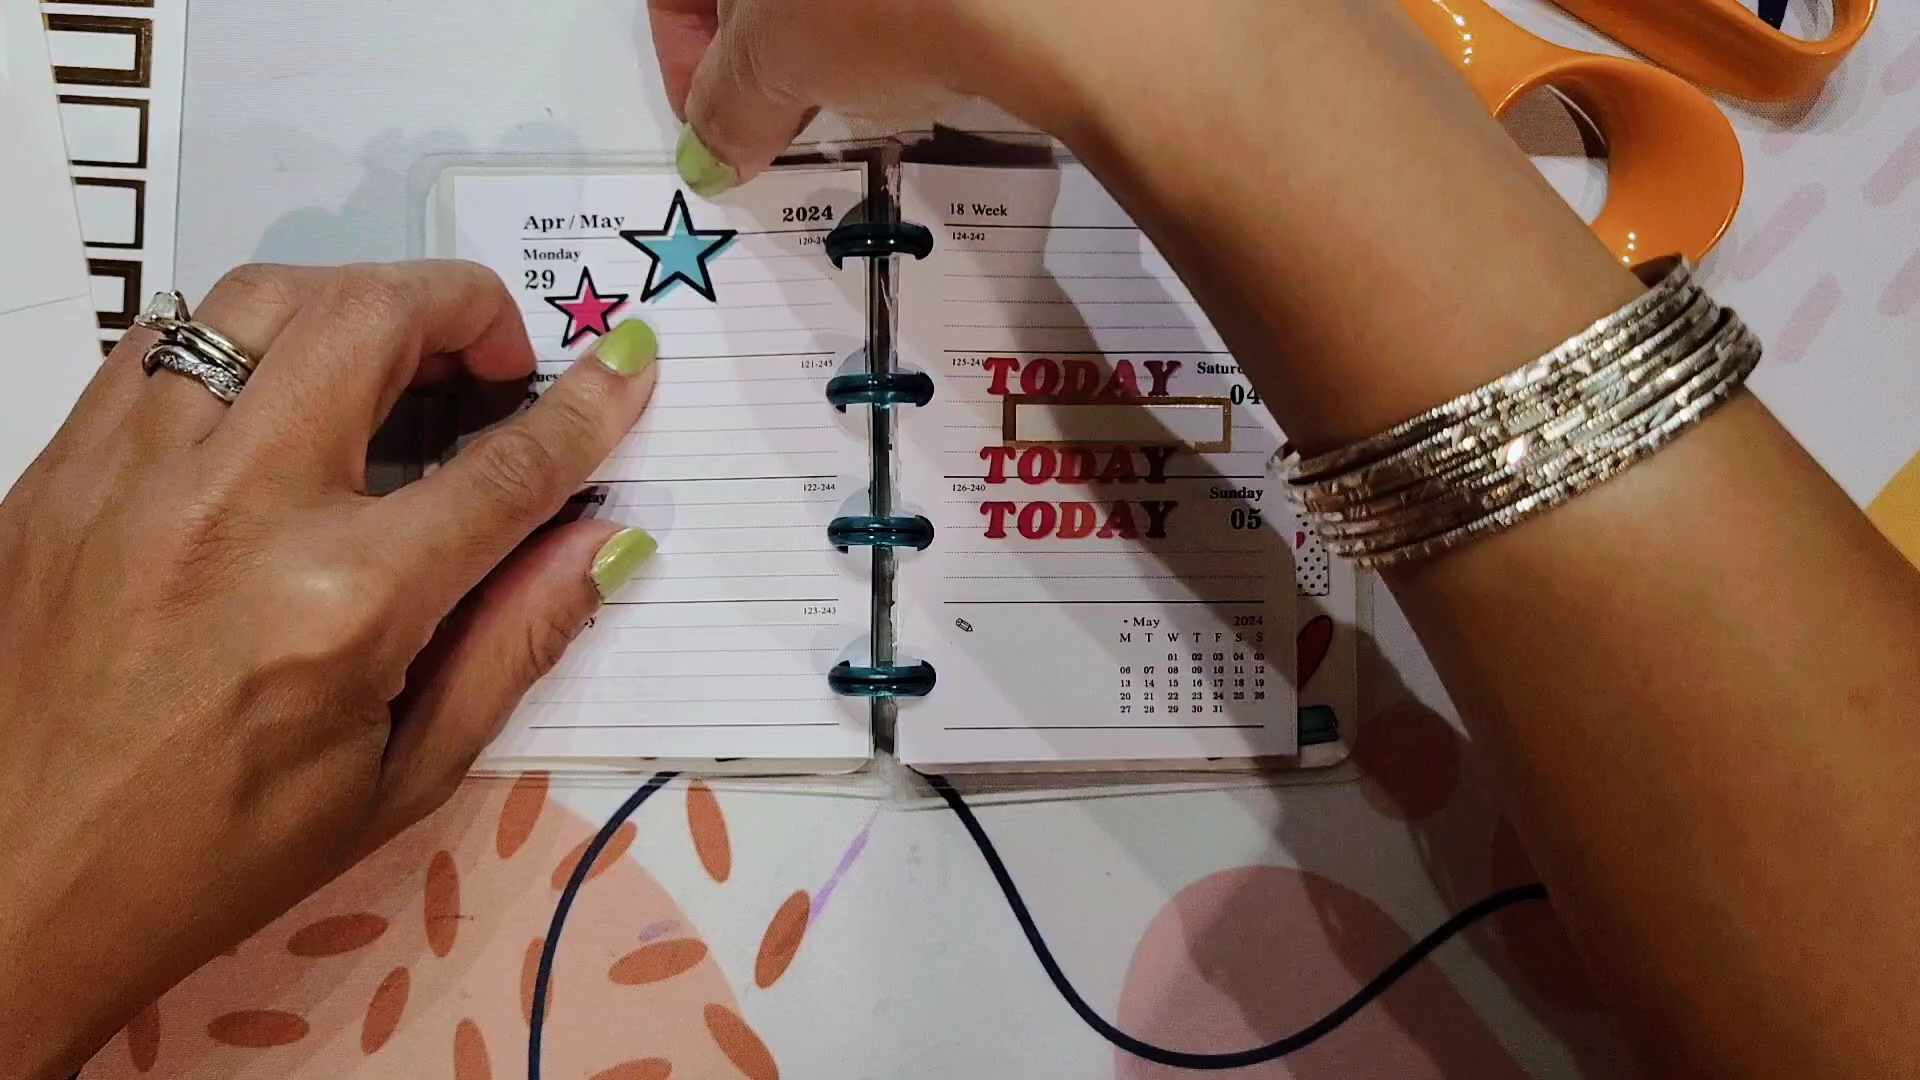 Apr/May 2024
Monday 120-24
29
121-245
122-244
123-243
18 Week
124-242
125-241 TODAY
04
TODAY
126-240 Sunday
TODAY 05
• May 2024
M T W T F S S
01 02 03 04 05
06 07 08 09 10 11 12
13 14 15 16 17 18 19
20 21 22 23 24 25 26
27 28 29 30 31